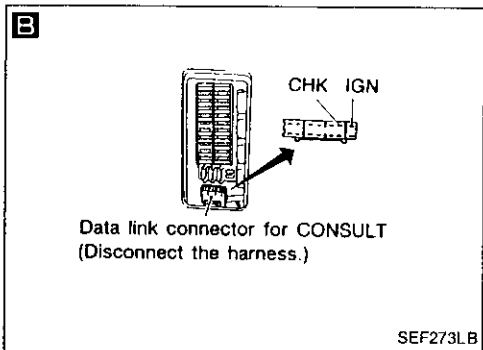 B
CHK IGN
Data link connector for CONSULT
(Disconnect the harness.)
SEF273LB